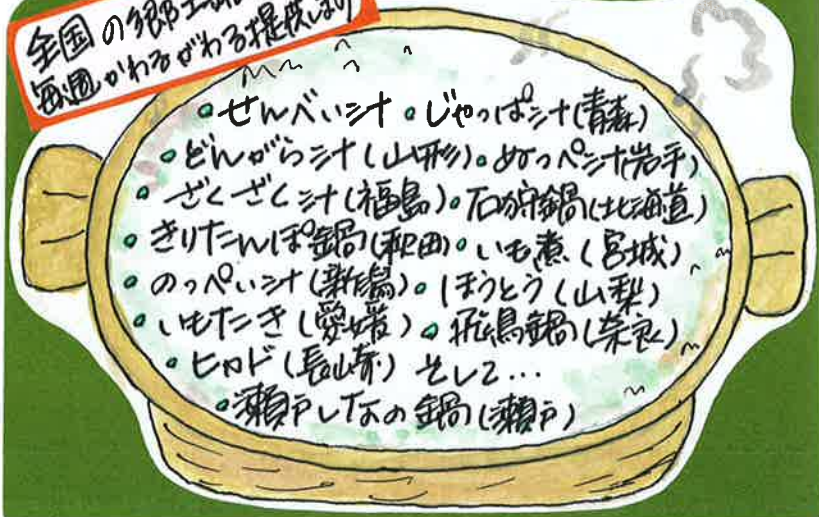 全国の郷土
毎週かわるがわる提供します
・せんべい汁・じゃっぱ汁(青森)
・どんがら汁(山形)・ぬっぺ汁(岩手)
・ざくざく汁(福島)・石狩鍋(北海道)
・きりたんぽ鍋(秋田)・いも煮(宮城)
・のっぺい汁(新潟)・ほうとう(山梨)
・いもたき(愛媛)・飛鳥鍋(奈良)
・ヒカド(長崎)そして…
・瀬戸しなの鍋(瀬戸)